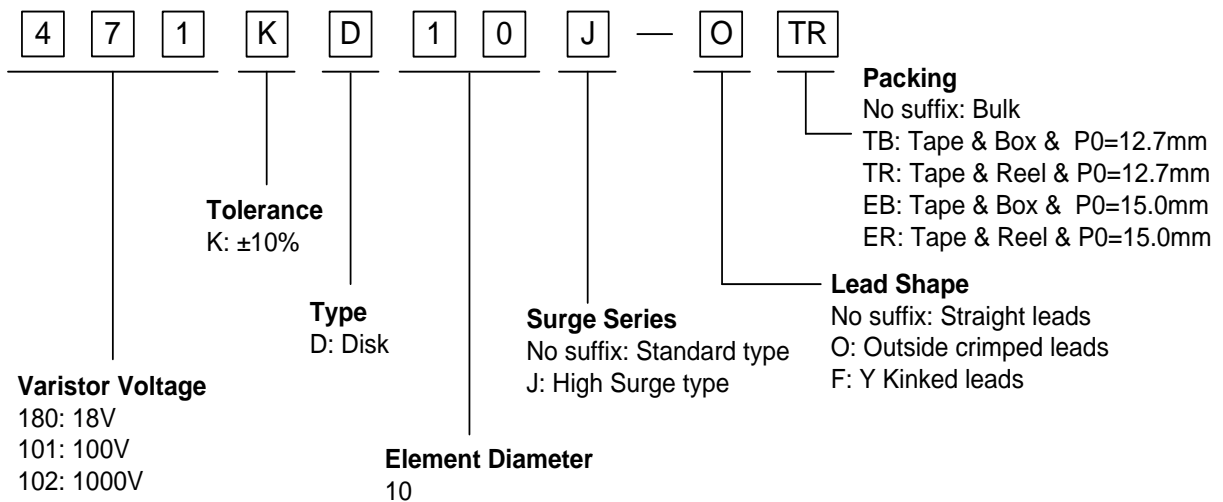 4 7 1 K D 1 0 J — O TR
Packing
No suffix: Bulk
TB: Tape & Box & P0=12.7mm
TR: Tape & Reel & P0=12.7mm
EB: Tape & Box & P0=15.0mm
ER: Tape & Reel & P0=15.0mm
Tolerance
K: ±10%
Lead Shape
No suffix: Straight leads
O: Outside crimped leads
F: Y Kinked leads
Type
D: Disk
Surge Series
No suffix: Standard type
J: High Surge type
Varistor Voltage
180: 18V
101: 100V
102: 1000V
Element Diameter
10